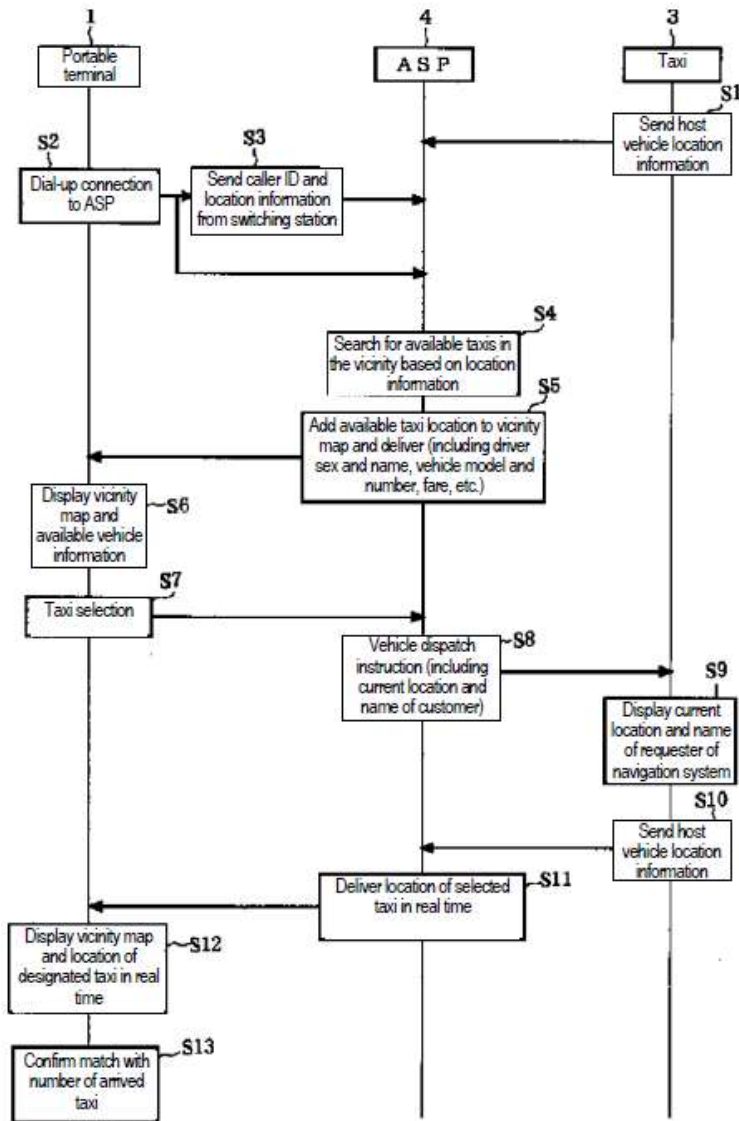 1
4
3
Portable
terminal
A S P
Taxi
S1
Send host
vehicle location
information
S2
Dial-up connection
to ASP
S3
Send caller ID and
location information
from switching station
S4
Search for available taxis in
the vicinity based on location
information
S5
Add available taxi location to vicinity
map and deliver (including driver
sex and name, vehicle model and
number, fare, etc.)
Display vicinity
map and
available vehicle
information
S6
S7
Taxi selection
Vehicle dispatch
instruction (including
current location and
name of customer)
S8
S9
Display current
location and name
of requester of
navigation system
S10
Send host
vehicle location
information
Deliver location of selected
taxi in real time
S11
Display vicinity map
and location of
designated taxi in real
time
S12
Confirm match with
number of arrived
taxi
S13